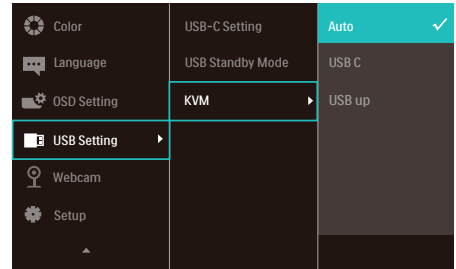 Color
Language
OSD Setting
USB Setting
Webcam
Setup
USB-C Setting
USB Standby Mode
KVM
Auto
USB C
USB up